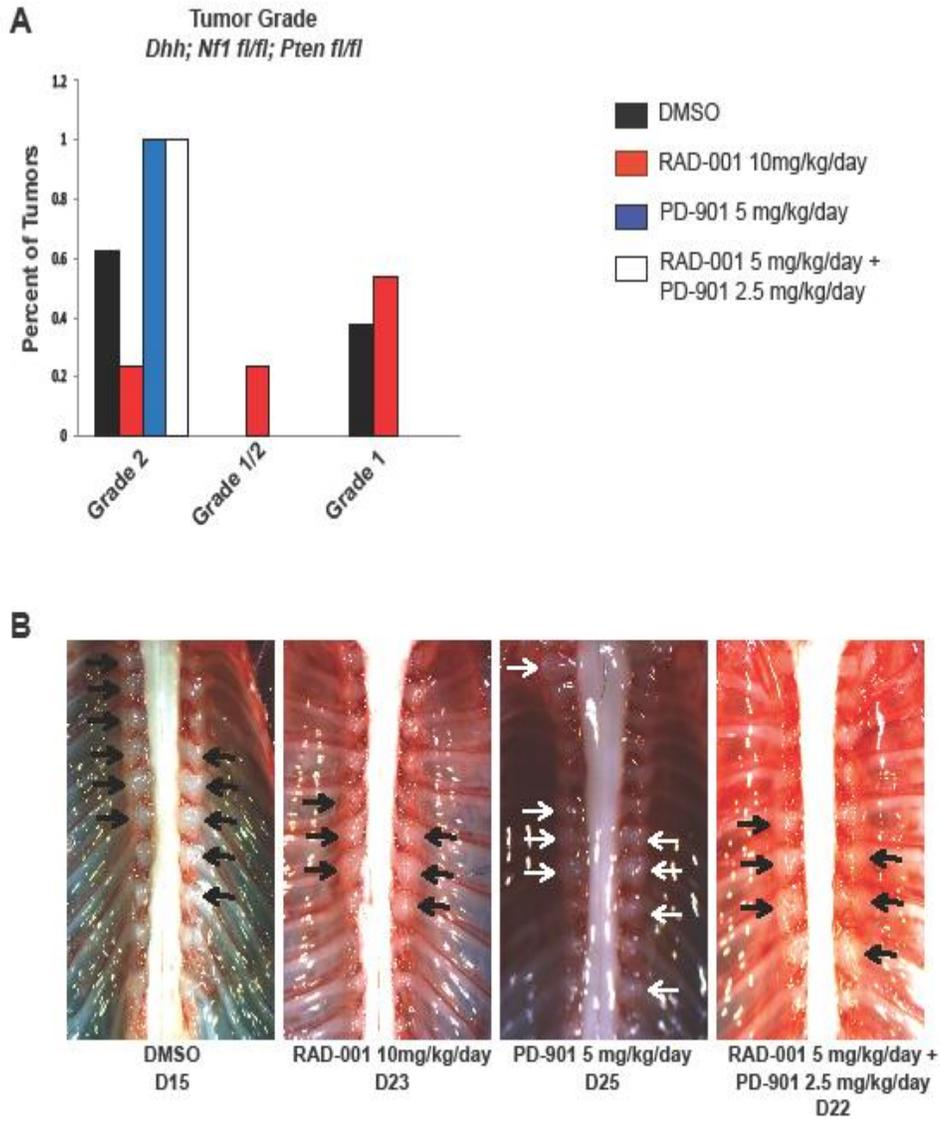 A
Tumor Grade
Dhh; Nf1 fl/fl; Pten fl/fl
Percent of Tumors
1.2
1
0.8
0.6
0.4
0.2
0
Grade 2
Grade 1/2
Grade 1
DMSO
RAD-001 10mg/kg/day
PD-901 5 mg/kg/day
RAD-001 5 mg/kg/day +
PD-901 2.5 mg/kg/day
B
DMSO
D15
RAD-001 10mg/kg/day
D23
PD-901 5 mg/kg/day
D25
RAD-001 5 mg/kg/day +
PD-901 2.5 mg/kg/day
D22